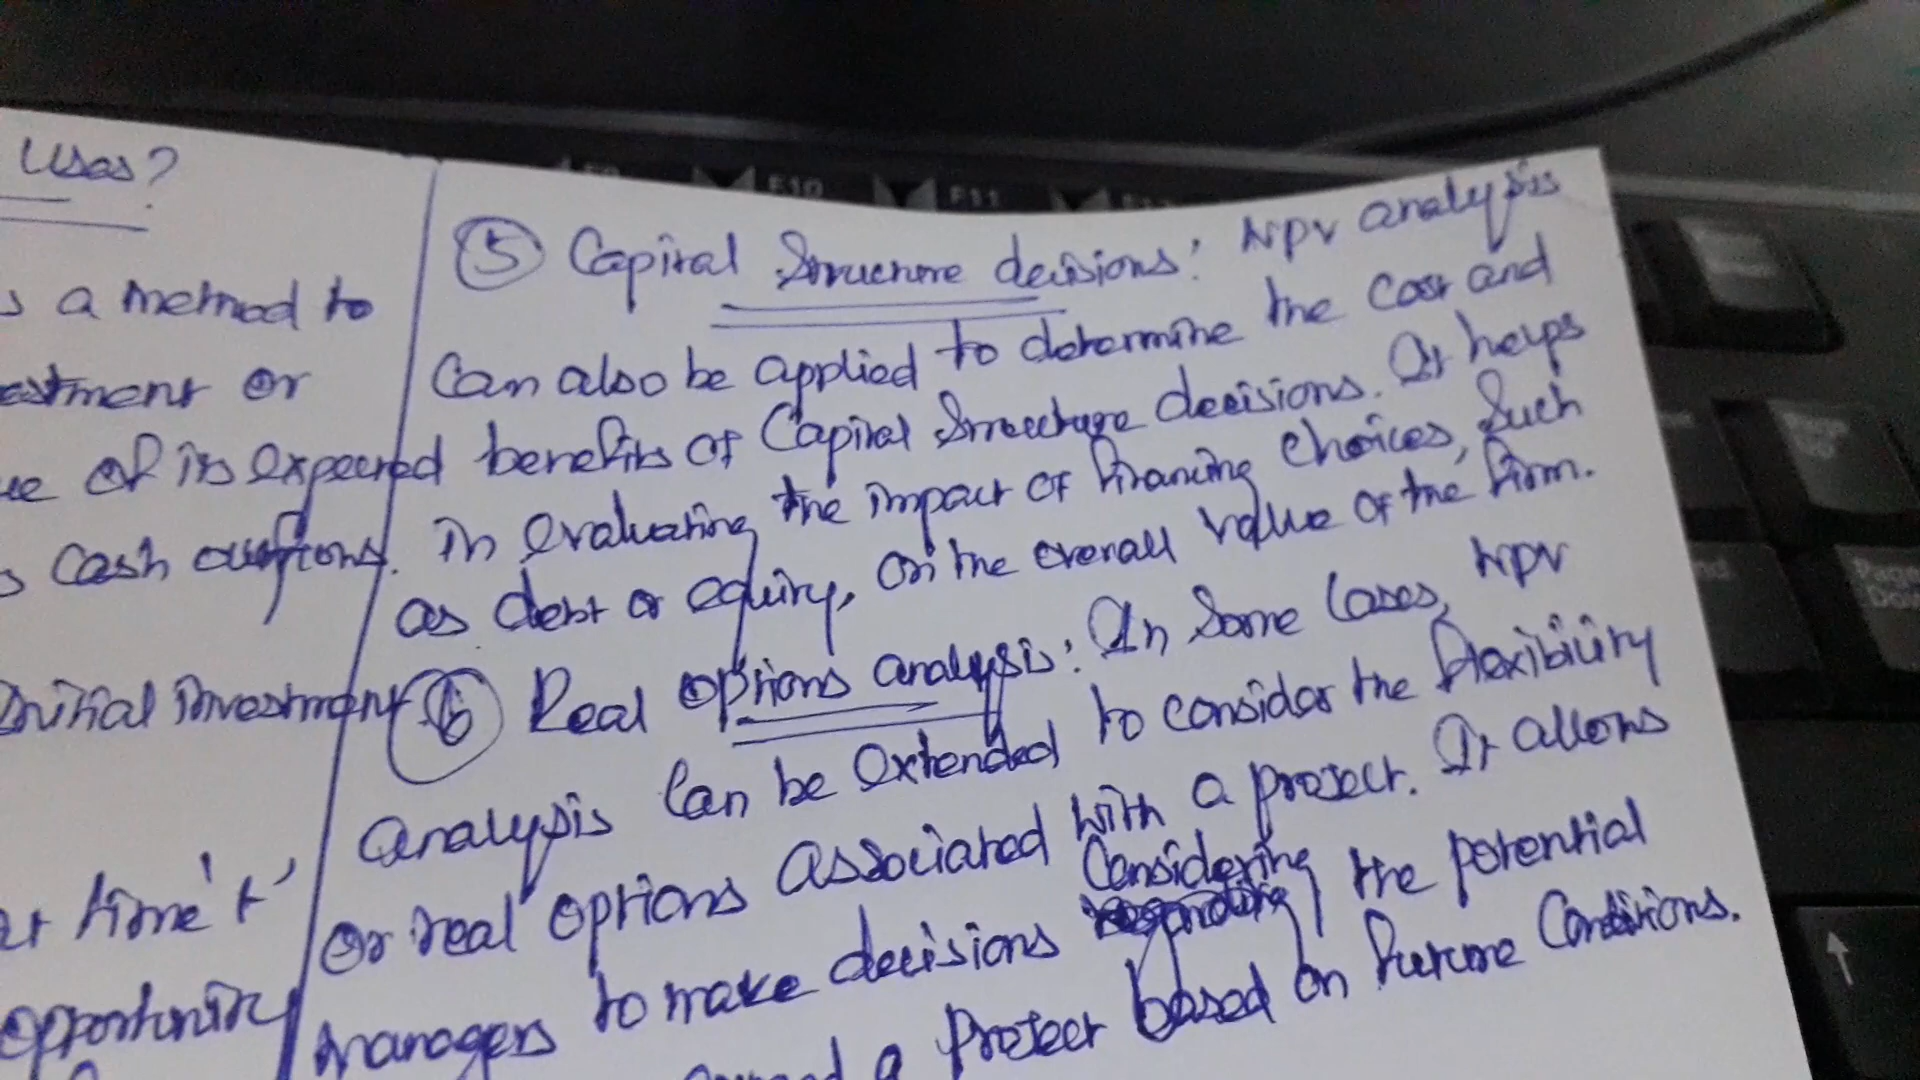 Uses?
a method to
estment or
of its expected
cash outflows.
Initial investment
at time 't'
opportunity
⑤ Capital Structure decisions: NPV analysis
can also be applied to determine the cost and
benefits of Capital Structure decisions. It helps
in evaluating the impact of financing choices, such
as debt or equity, on the overall value of the firm.
⑥ Real options analysis: In some cases, NPV
analysis can be extended to consider the flexibility
or real options associated with a project. It allows
managers to make decisions considering the potential
a project based on future conditions.
F10
F11
Page
Down
↑